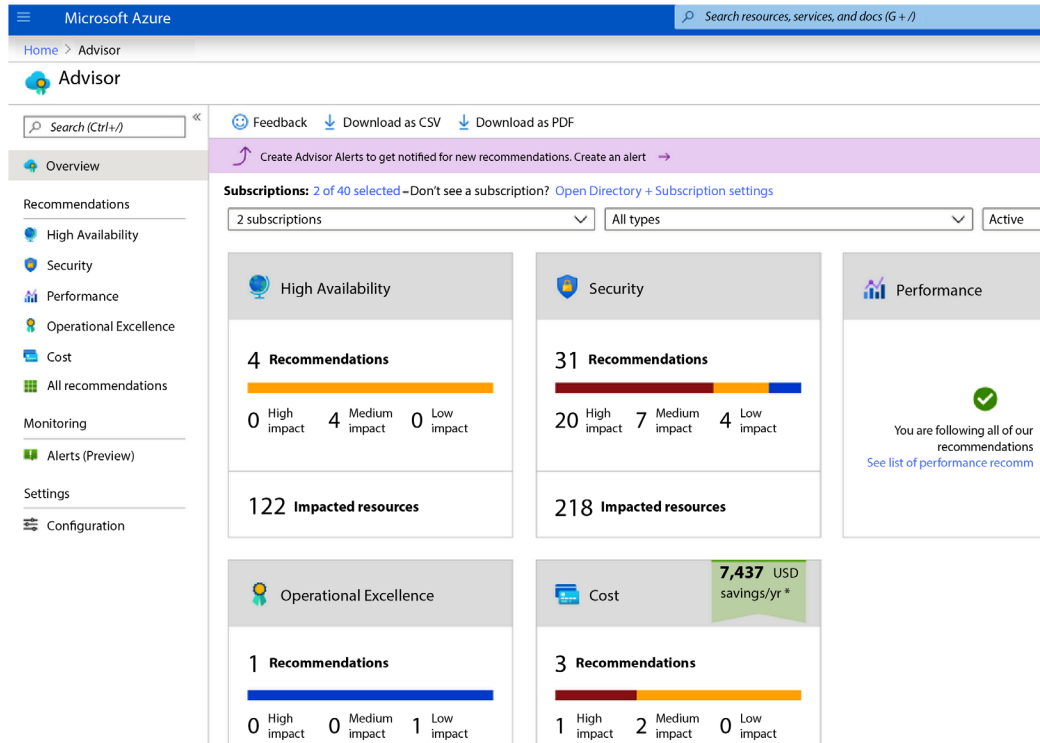 Microsoft Azure
Search resources, services, and docs (G + /)
Home > Advisor
Advisor
Search (Ctrl+/)
«
Overview
Recommendations
High Availability
Security
Performance
Operational Excellence
Cost
All recommendations
Monitoring
Alerts (Preview)
Settings
Configuration
Feedback
Download as CSV
Download as PDF
Create Advisor Alerts to get notified for new recommendations. Create an alert →
Subscriptions: 2 of 40 selected – Don't see a subscription? Open Directory + Subscription settings
2 subscriptions
All types
Active
High Availability
4 Recommendations
0 High impact
4 Medium impact
0 Low impact
122 Impacted resources
Security
31 Recommendations
20 High impact
7 Medium impact
4 Low impact
218 Impacted resources
Performance
You are following all of our
recommendations
See list of performance recomm
Operational Excellence
1 Recommendations
0 High impact
0 Medium impact
1 Low impact
Cost
7,437 USD
savings/yr *
3 Recommendations
1 High impact
2 Medium impact
0 Low impact